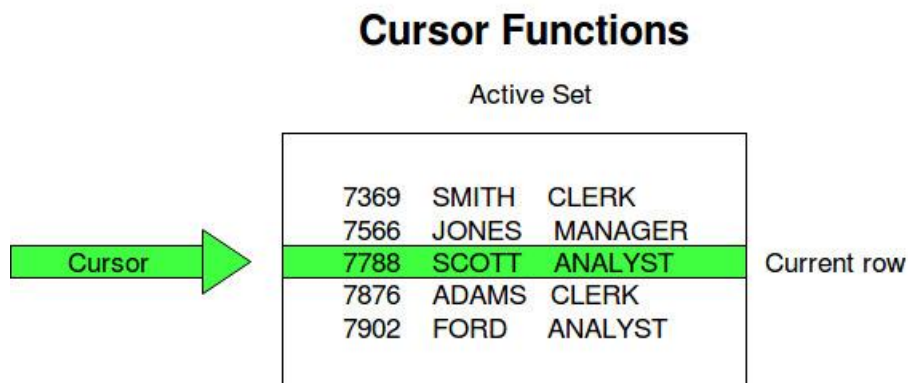 Cursor Functions
Active Set
7369 SMITH CLERK
7566 JONES MANAGER
Cursor 7788 SCOTT ANALYST Current row
7876 ADAMS CLERK
7902 FORD ANALYST